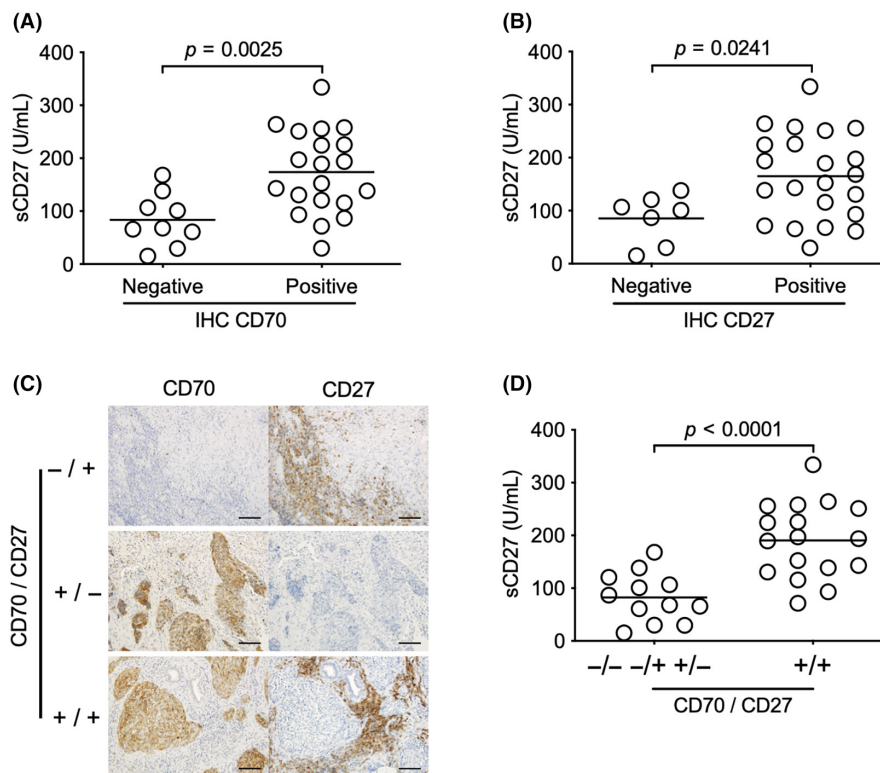 (A)
400
300
200
100
0
sCD27 (U/mL)
p = 0.0025
Negative Positive
IHC CD70
(B)
400
300
200
100
0
sCD27 (U/mL)
p = 0.0241
Negative Positive
IHC CD27
(C)
CD70 CD27
CD70 / CD27
– / +
+ / –
+ / +
(D)
400
300
200
100
0
sCD27 (U/mL)
p < 0.0001
–/– –/+ +/– +/+
CD70 / CD27